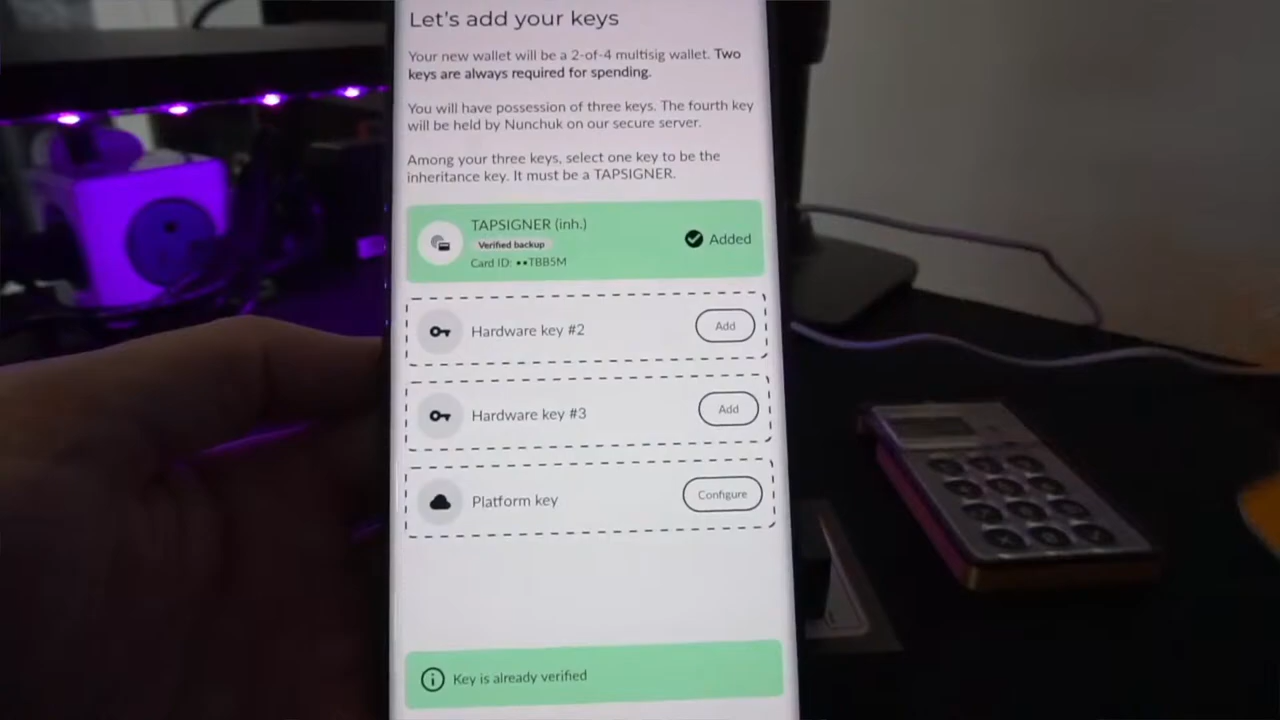 Let's add your keys
Your new wallet will be a 2-of-4 multisig wallet. Two
keys are always required for spending.
You will have possession of three keys. The fourth key
will be held by Nunchuk on our secure server.
Among your three keys, select one key to be the
inheritance key. It must be a TAPSIGNER.
TAPSIGNER (inh.)
Verified backup
Card ID: ••TBB5M
Added
Hardware key #2
Add
Hardware key #3
Add
Platform key
Configure
Key is already verified